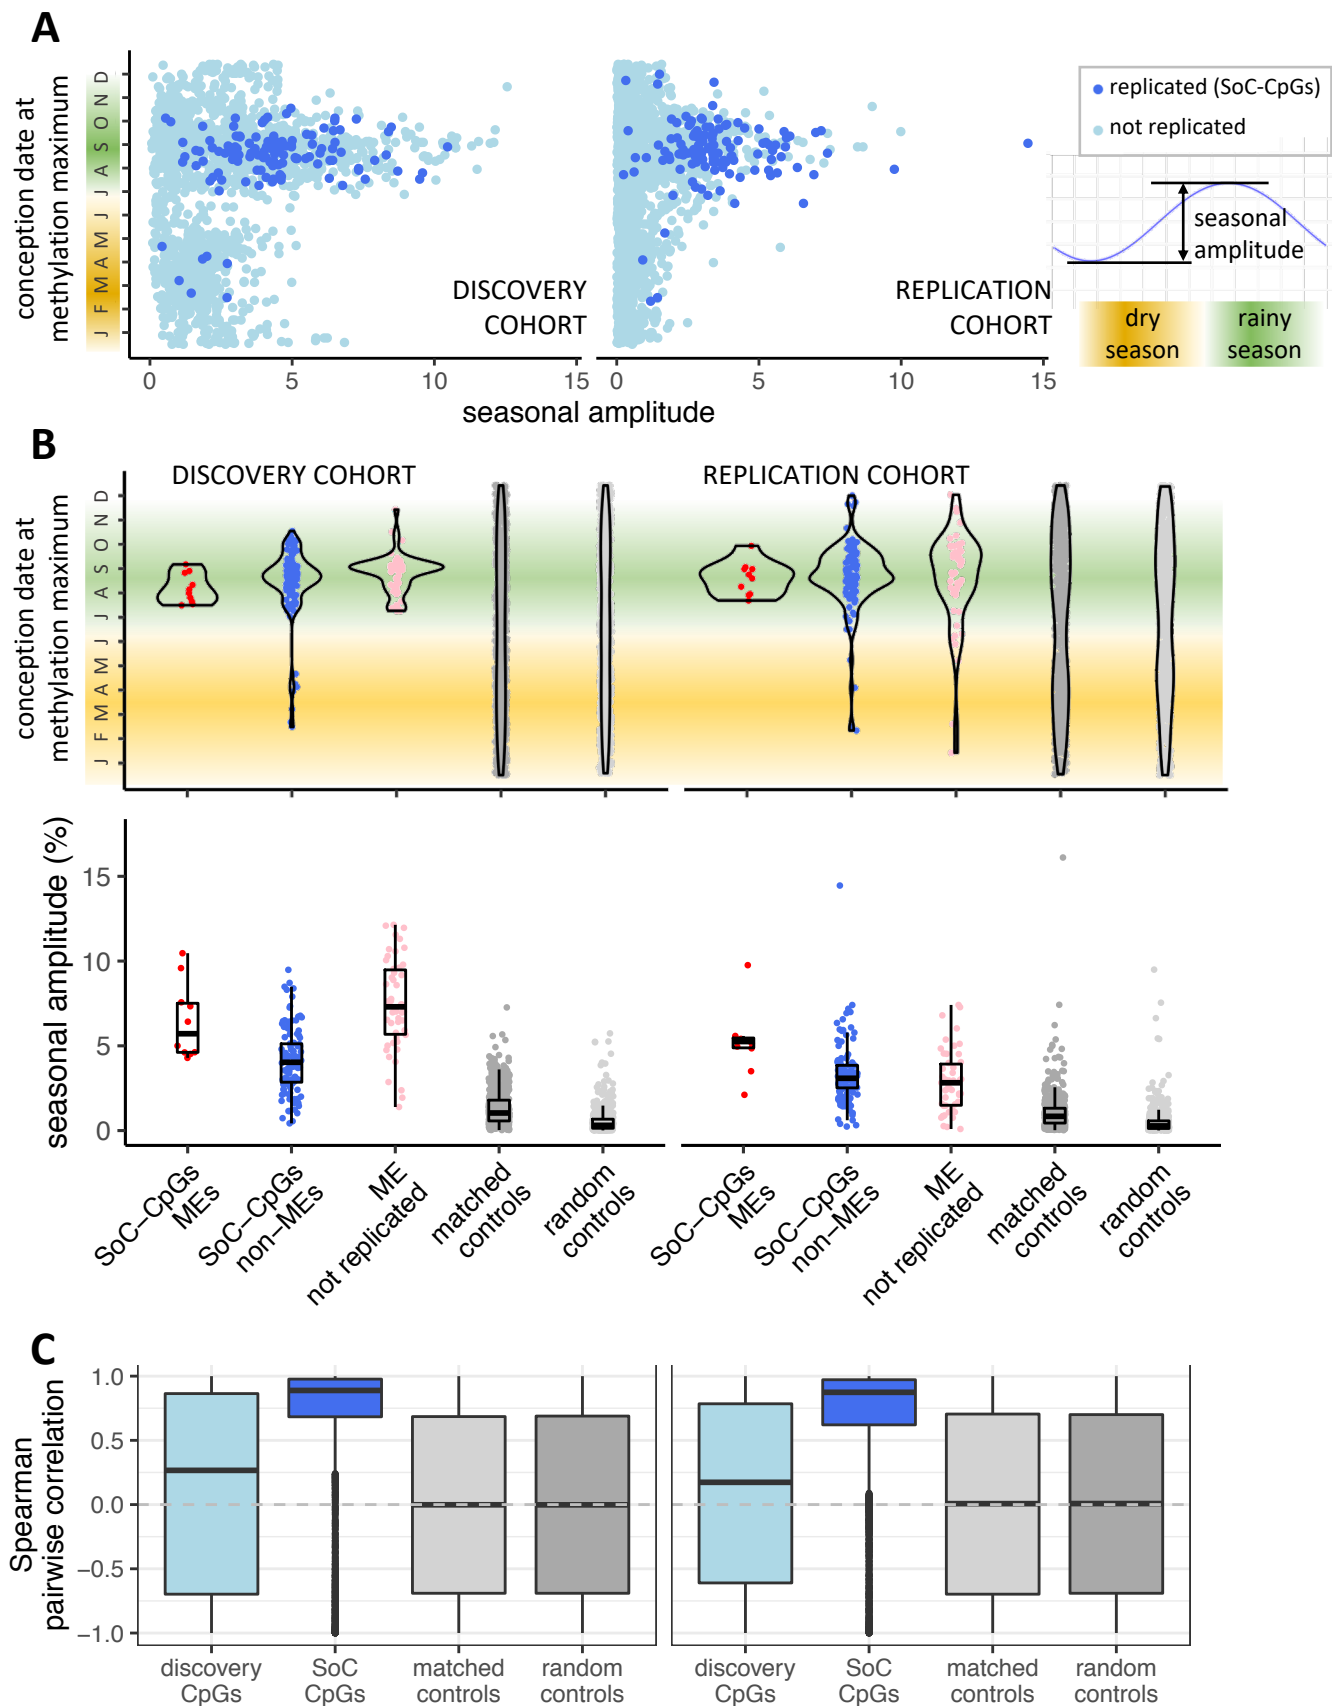 A
conception date at
methylation maximum
J F M A M J J A S O N D
DISCOVERY
COHORT
REPLICATION
COHORT
0 5 10 15
0 5 10 15
seasonal amplitude
replicated (SoC-CpGs)
not replicated
seasonal
amplitude
dry
season
rainy
season
B
DISCOVERY COHORT
REPLICATION COHORT
conception date at
methylation maximum
J F M A M J J A S O N D
seasonal amplitude (%)
15
10
5
0
SoC−CpGs
MEs
SoC−CpGs
non−MEs
ME
not replicated
matched
controls
random
controls
SoC−CpGs
MEs
SoC−CpGs
non−MEs
ME
not replicated
matched
controls
random
controls
C
Spearman
pairwise correlation
1.0
0.5
0.0
−0.5
−1.0
discovery
CpGs
SoC
CpGs
matched
controls
random
controls
discovery
CpGs
SoC
CpGs
matched
controls
random
controls